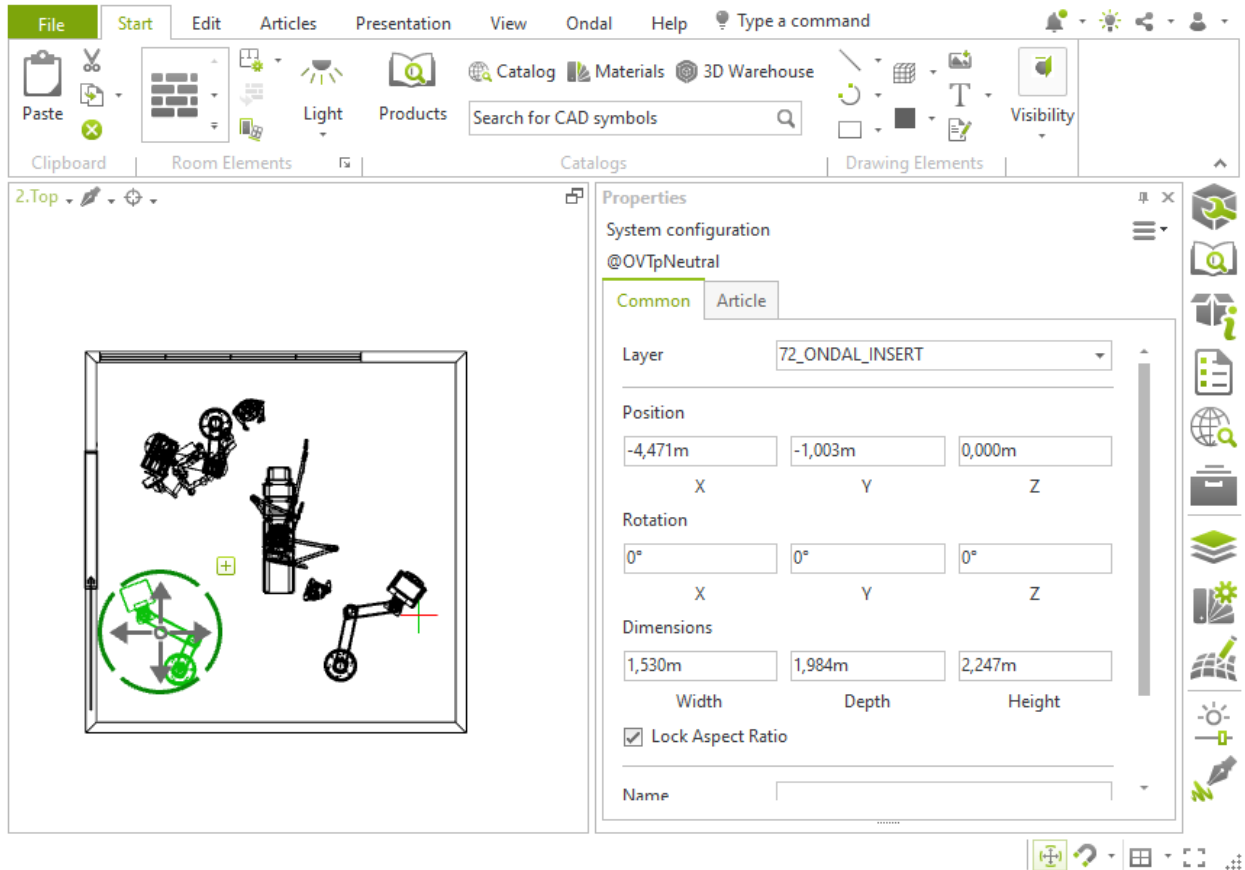 File Start Edit Articles Presentation View Ondal Help Type a command
Catalog Materials 3D Warehouse
Paste Light Products Search for CAD symbols T Visibility
Clipboard Room Elements Catalogs Drawing Elements
2.Top
Properties
System configuration
@OVTpNeutral
Common Article
Layer 72_ONDAL_INSERT
Position
-4,471m -1,003m 0,000m
X Y Z
Rotation
0° 0° 0°
X Y Z
Dimensions
1,530m 1,984m 2,247m
Width Depth Height
Lock Aspect Ratio
Name